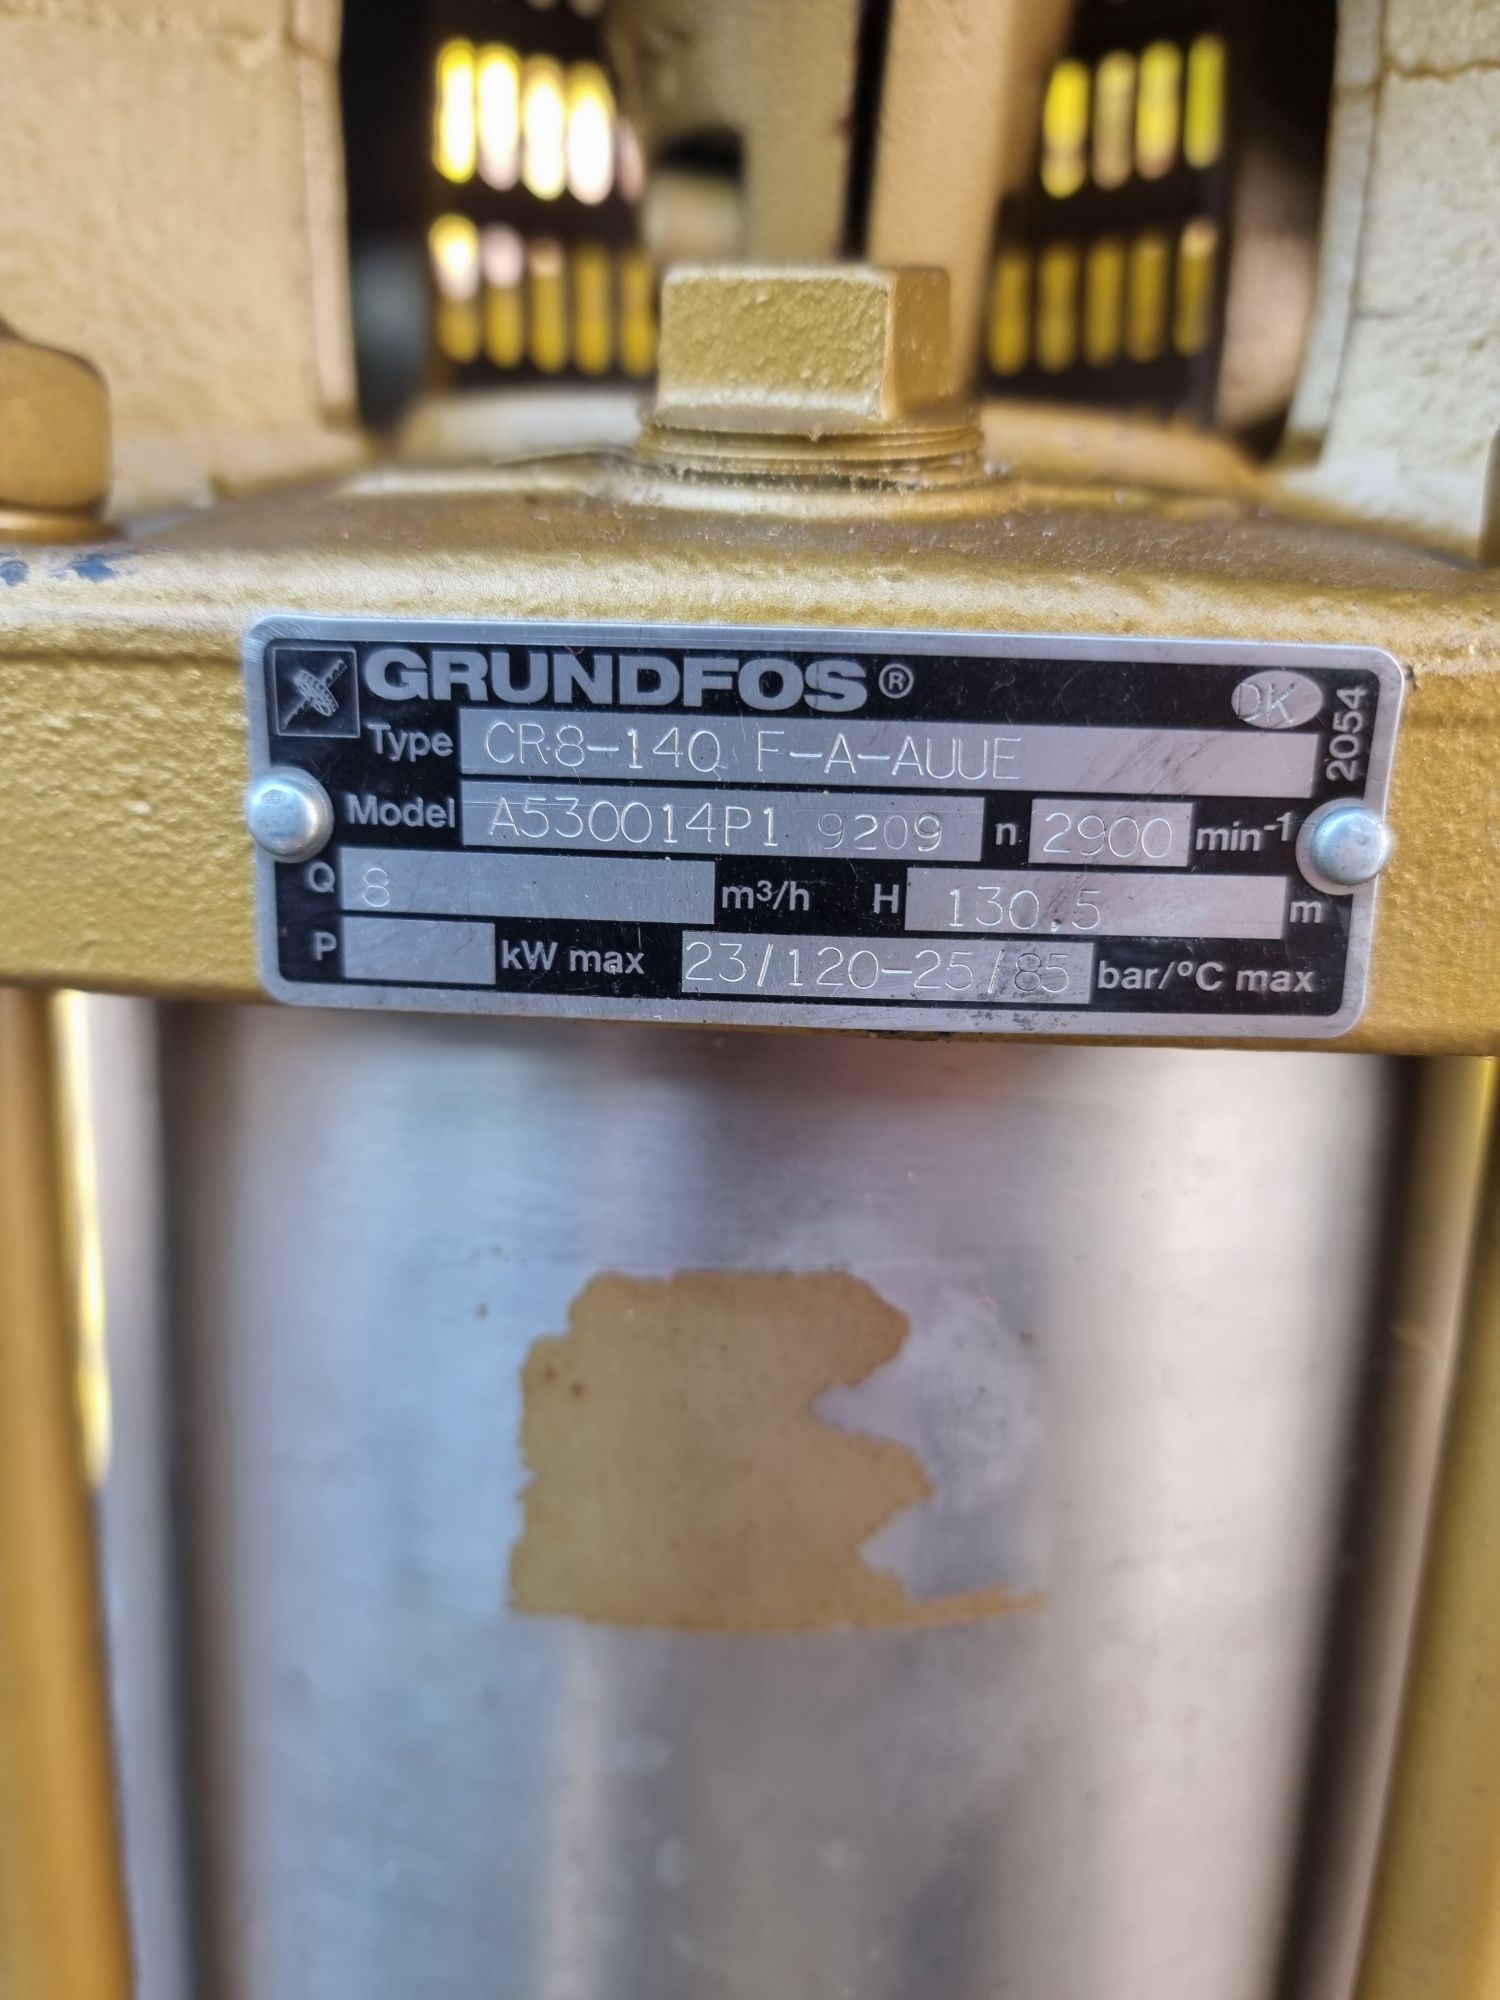 GRUNDFOS®
DK
2054
Type CR8-140 F-A-AUUE
Model A530014P1 9209 n 2900 min-1
Q 8 m³/h H 130.5 m
P kW max 23/120-25/85 bar/°C max